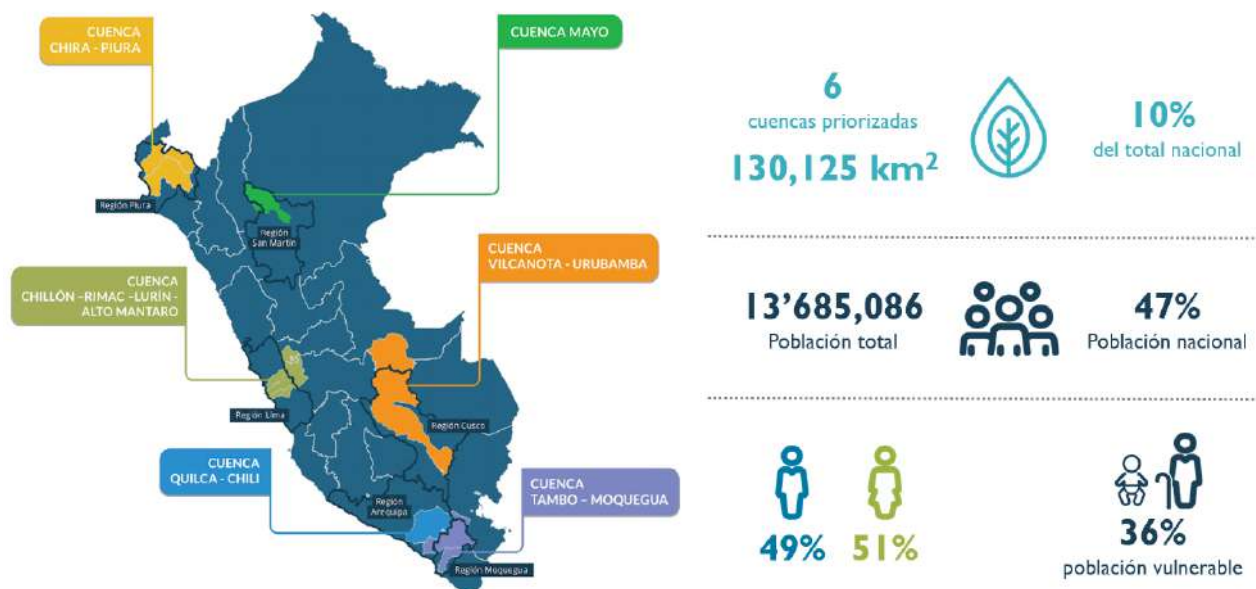 CUENCA
CHIRA - PIURA
CUENCA MAYO
Región Piura
Región
San Martín
CUENCA
VILCANOTA - URUBAMBA
CUENCA
CHILLÓN –RIMAC –LURÍN -
ALTO MANTARO
Región Lima
Región Cusco
CUENCA
QUILCA - CHILI
CUENCA
TAMBO – MOQUEGUA
Región
Arequipa
Región Moquegua
6
cuencas priorizadas
130,125 km²
10%
del total nacional
13'685,086
Población total
47%
Población nacional
49%
51%
36%
población vulnerable